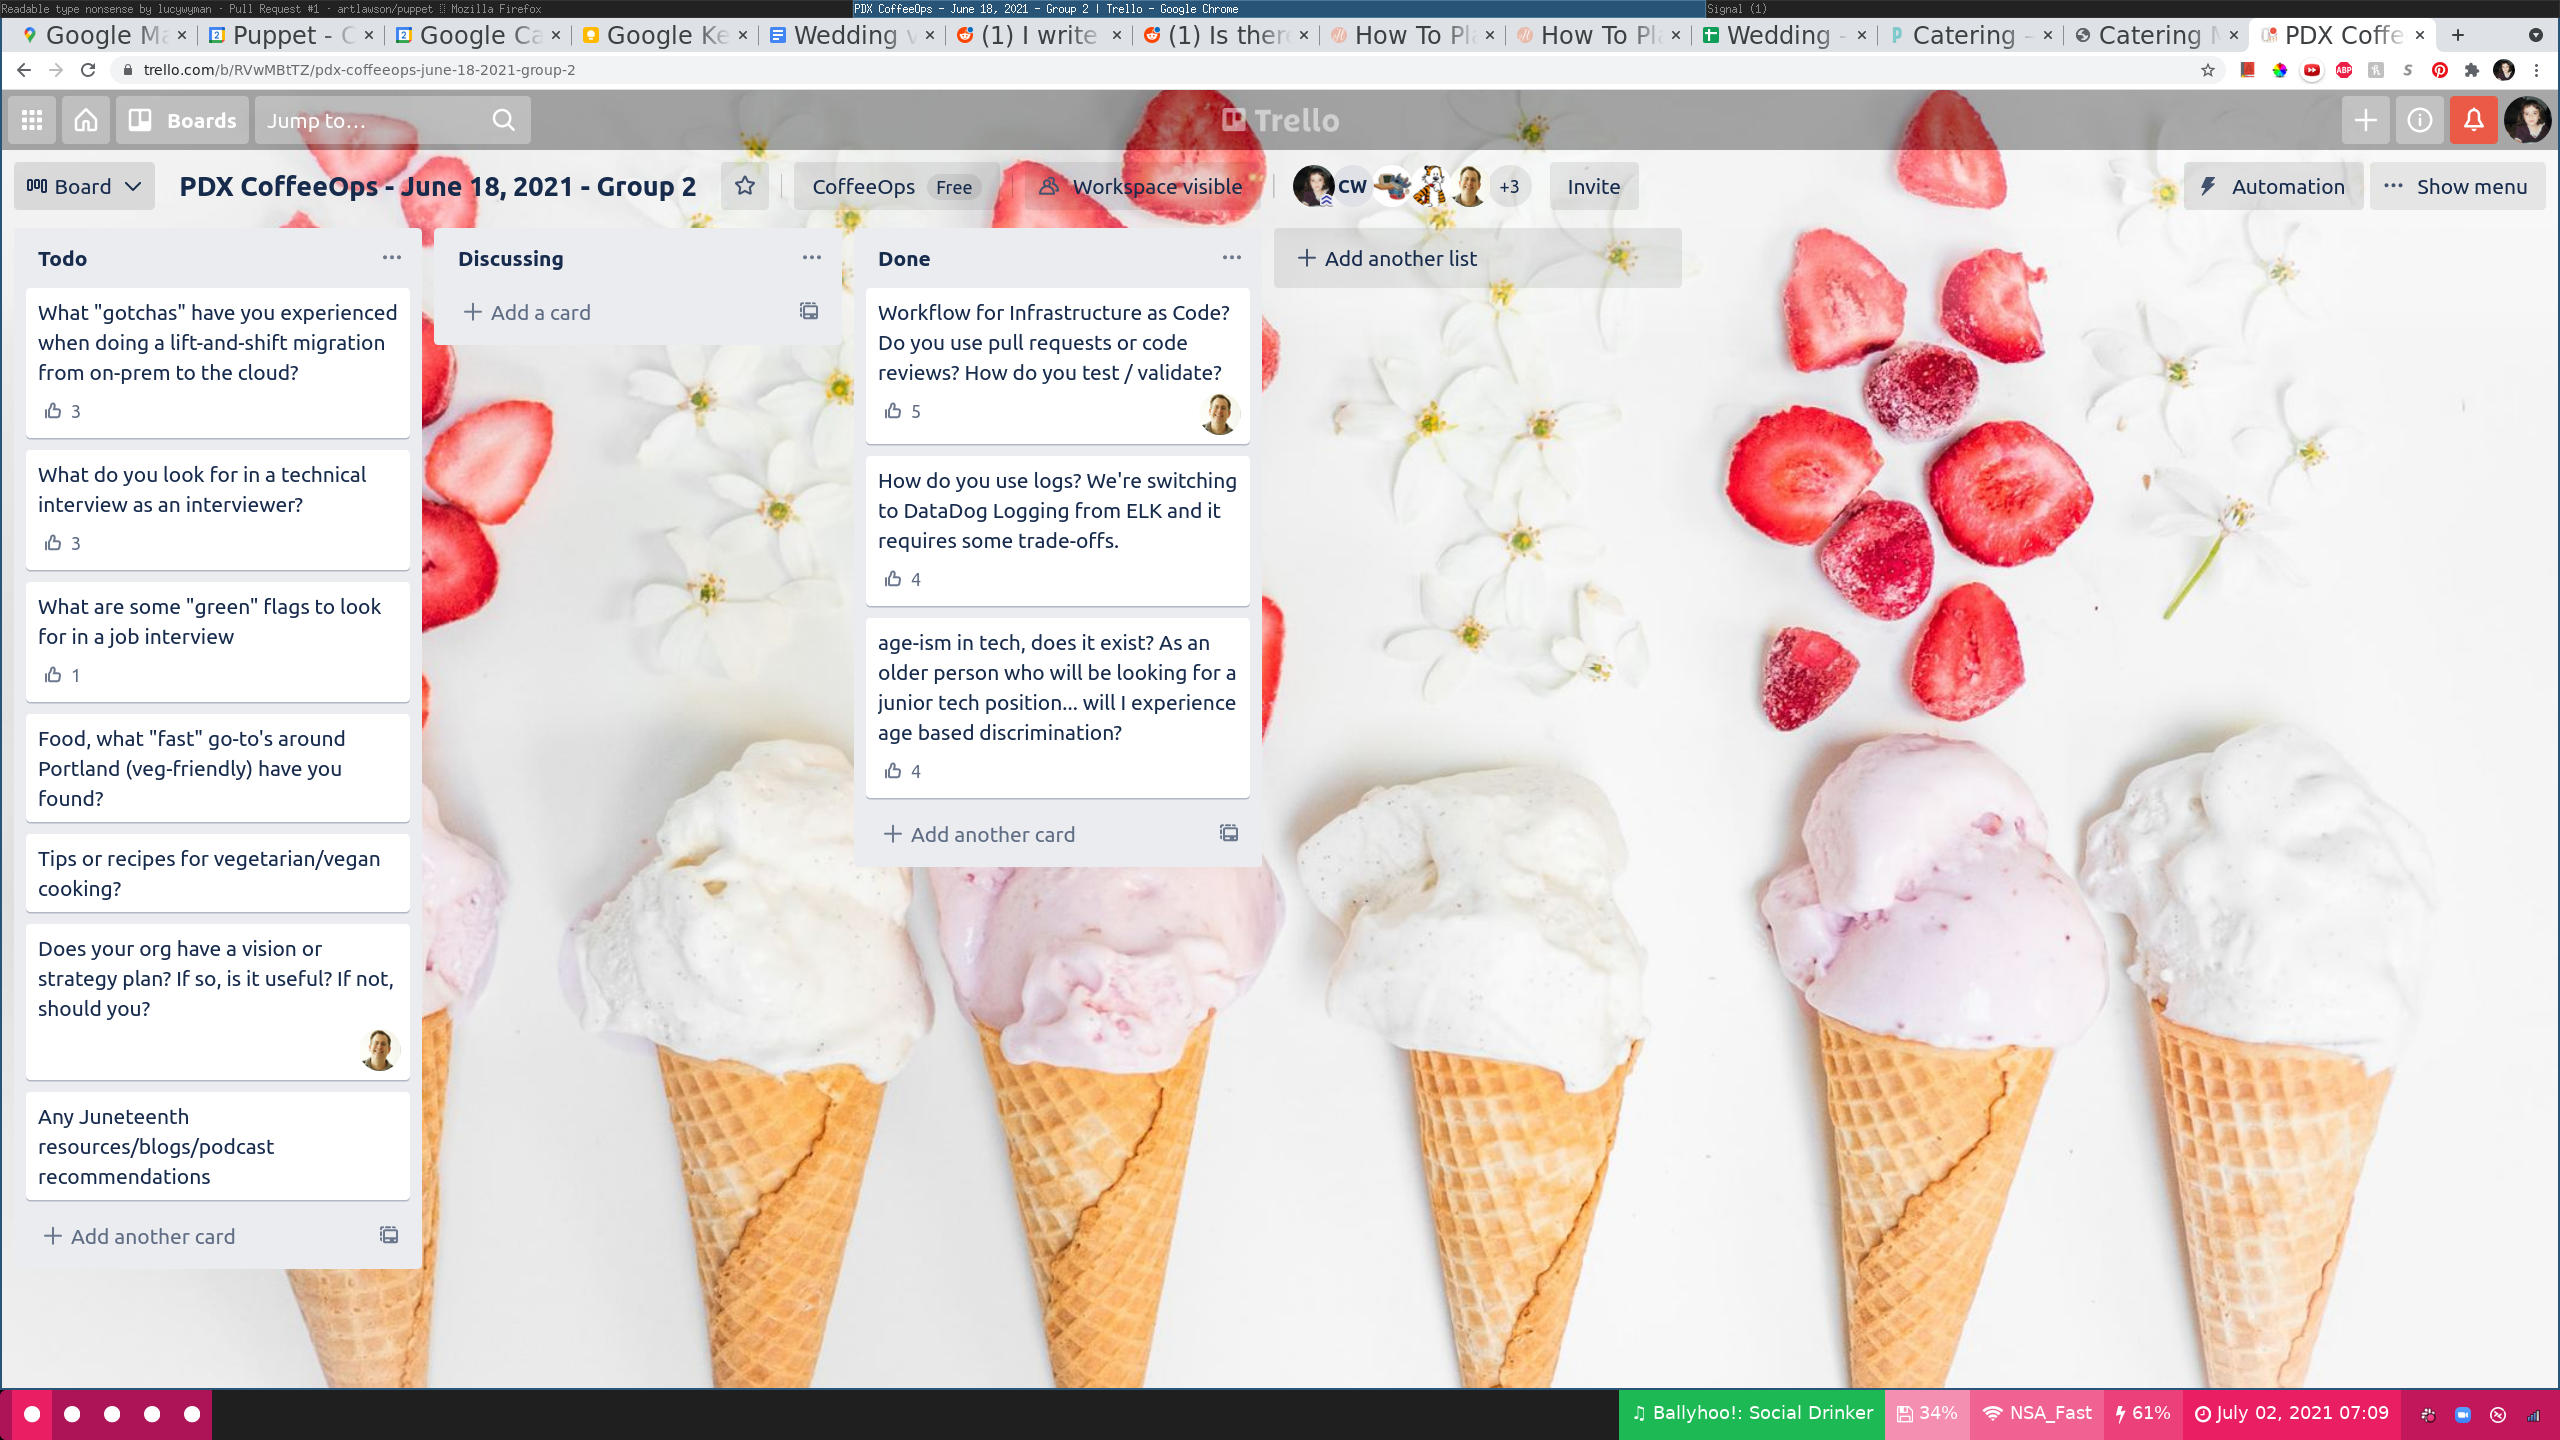 Readable type nonsense by lucywyman · Pull Request #1 · artlawson/puppet Mozilla Firefox
PDX CoffeeOps - June 18, 2021 - Group 2 | Trello - Google Chrome
Signal (1)
Google Ma
Puppet - C
Google Ca
Google Ke
Wedding v
(1) I write
(1) Is ther
How To Pla
How To Pla
Wedding -
Catering -
Catering M
PDX Coffe
trello.com/b/RVwMBtTZ/pdx-coffeeops-june-18-2021-group-2
ABP
Boards
Jump to...
Trello
Board
PDX CoffeeOps - June 18, 2021 - Group 2
CoffeeOps Free
Workspace visible
CW
+3
Invite
Automation
Show menu
Todo
What "gotchas" have you experienced
when doing a lift-and-shift migration
from on-prem to the cloud?
3
What do you look for in a technical
interview as an interviewer?
3
What are some "green" flags to look
for in a job interview
1
Food, what "fast" go-to's around
Portland (veg-friendly) have you
found?
Tips or recipes for vegetarian/vegan
cooking?
Does your org have a vision or
strategy plan? If so, is it useful? If not,
should you?
Any Juneteenth
resources/blogs/podcast
recommendations
Add another card
Discussing
Add a card
Done
Workflow for Infrastructure as Code?
Do you use pull requests or code
reviews? How do you test / validate?
5
How do you use logs? We're switching
to DataDog Logging from ELK and it
requires some trade-offs.
4
age-ism in tech, does it exist? As an
older person who will be looking for a
junior tech position... will I experience
age based discrimination?
4
Add another card
Add another list
Ballyhoo!: Social Drinker
34%
NSA_Fast
61%
July 02, 2021 07:09